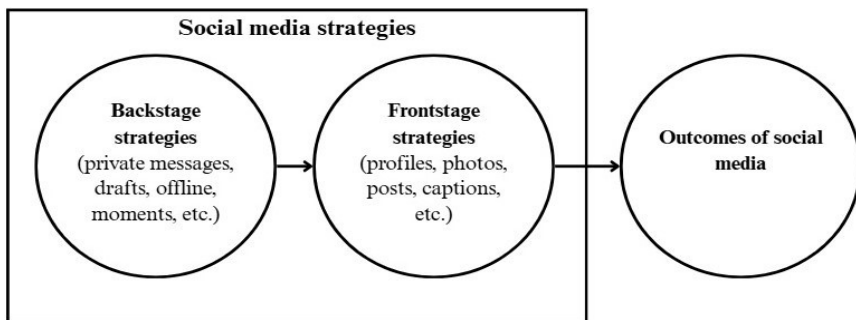 Social media strategies
Backstage
strategies
(private messages,
drafts, offline,
moments, etc.)
Frontstage
strategies
(profiles, photos,
posts, captions,
etc.)
Outcomes of social
media